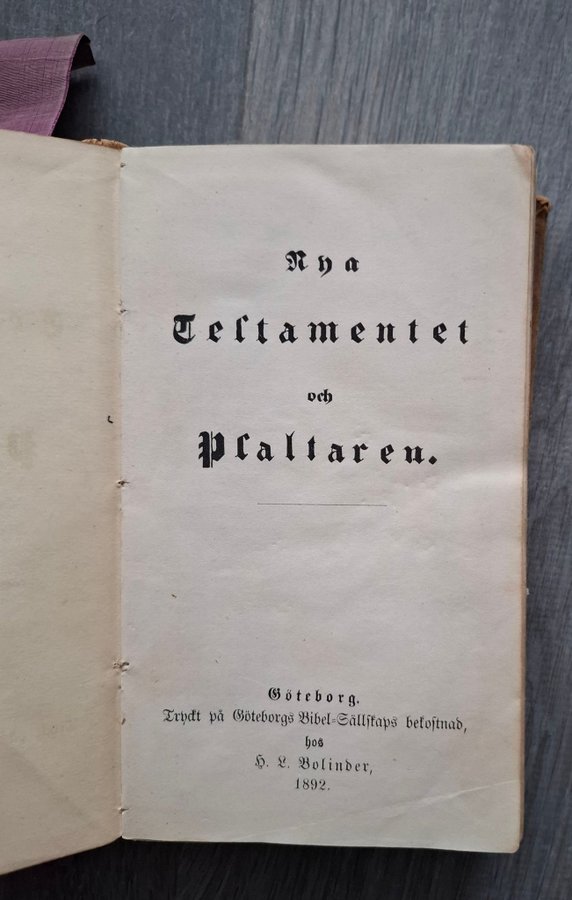 Nya
Teſtamentet
och
Pſaltaren.
Göteborg.
Tryckt på Göteborgs Bibel-Sällſkaps bekoſtnad,
hos
H. L. Bolinder,
1892.